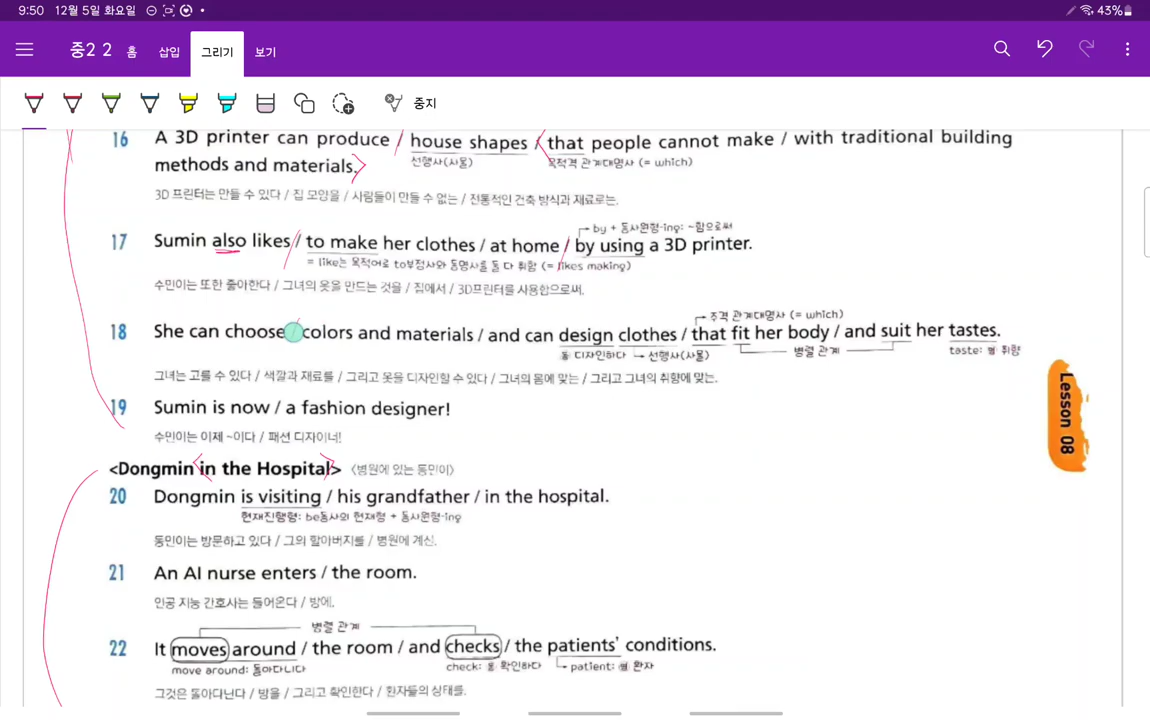 9:50 12월 5일 화요일 43%
중2 2 홈 삽입 그리기 보기
중지
16 A 3D printer can produce / house shapes / that people cannot make / with traditional building
선행사(사물) 목적격 관계대명사 (= which)
methods and materials.
3D 프린터는 만들 수 있다 / 집 모양을 / 사람들이 만들 수 없는 / 전통적인 건축 방식과 재료로는.
by + 동사원형-ing: ~함으로써
17 Sumin also likes / to make her clothes / at home / by using a 3D printer.
= like는 목적어로 to부정사와 동명사를 둘 다 취함 (= likes making)
수민이는 또한 좋아한다 / 그녀의 옷을 만드는 것을 / 집에서 / 3D프린터를 사용함으로써.
주격 관계대명사 (= which)
18 She can choose / colors and materials / and can design clothes / that fit her body / and suit her tastes.
동 디자인하다 선행사(사물) 병렬 관계 taste: 명 취향
그녀는 고를 수 있다 / 색깔과 재료를 / 그리고 옷을 디자인할 수 있다 / 그녀의 몸에 맞는 / 그리고 그녀의 취향에 맞는.
19 Sumin is now / a fashion designer!
수민이는 이제 ~이다 / 패션 디자이너!
Lesson 08
<Dongmin in the Hospital> 〈병원에 있는 동민이〉
20 Dongmin is visiting / his grandfather / in the hospital.
현재진행형: be동사의 현재형 + 동사원형-ing
동민이는 방문하고 있다 / 그의 할아버지를 / 병원에 계신.
21 An AI nurse enters / the room.
인공 지능 간호사는 들어온다 / 방에.
병렬 관계
22 It moves around / the room / and checks / the patients' conditions.
move around: 돌아다니다 check: 동 확인하다 patient: 명 환자
그것은 돌아다닌다 / 방을 / 그리고 확인한다 / 환자들의 상태를.